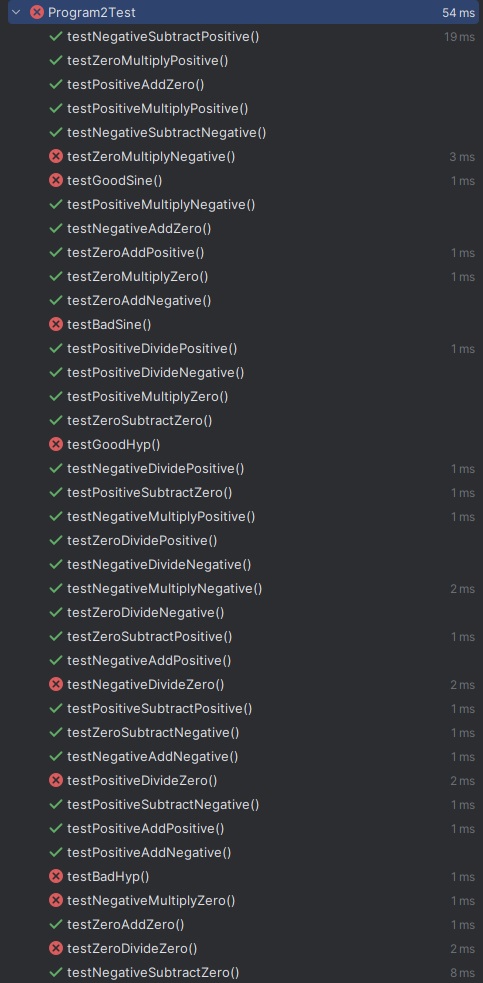 Program2Test 54 ms
testNegativeSubtractPositive() 19 ms
testZeroMultiplyPositive()
testPositiveAddZero()
testPositiveMultiplyPositive()
testNegativeSubtractNegative()
testZeroMultiplyNegative() 3 ms
testGoodSine() 1 ms
testPositiveMultiplyNegative()
testNegativeAddZero()
testZeroAddPositive() 1 ms
testZeroMultiplyZero() 1 ms
testZeroAddNegative()
testBadSine()
testPositiveDividePositive() 1 ms
testPositiveDivideNegative()
testPositiveMultiplyZero()
testZeroSubtractZero()
testGoodHyp()
testNegativeDividePositive() 1 ms
testPositiveSubtractZero() 1 ms
testNegativeMultiplyPositive() 1 ms
testZeroDividePositive()
testNegativeDivideNegative()
testNegativeMultiplyNegative() 2 ms
testZeroDivideNegative()
testZeroSubtractPositive() 1 ms
testNegativeAddPositive()
testNegativeDivideZero() 2 ms
testPositiveSubtractPositive() 1 ms
testZeroSubtractNegative() 1 ms
testNegativeAddNegative() 1 ms
testPositiveDivideZero() 2 ms
testPositiveSubtractNegative() 1 ms
testPositiveAddPositive() 1 ms
testPositiveAddNegative()
testBadHyp() 1 ms
testNegativeMultiplyZero() 1 ms
testZeroAddZero() 1 ms
testZeroDivideZero() 2 ms
testNegativeSubtractZero() 8 ms